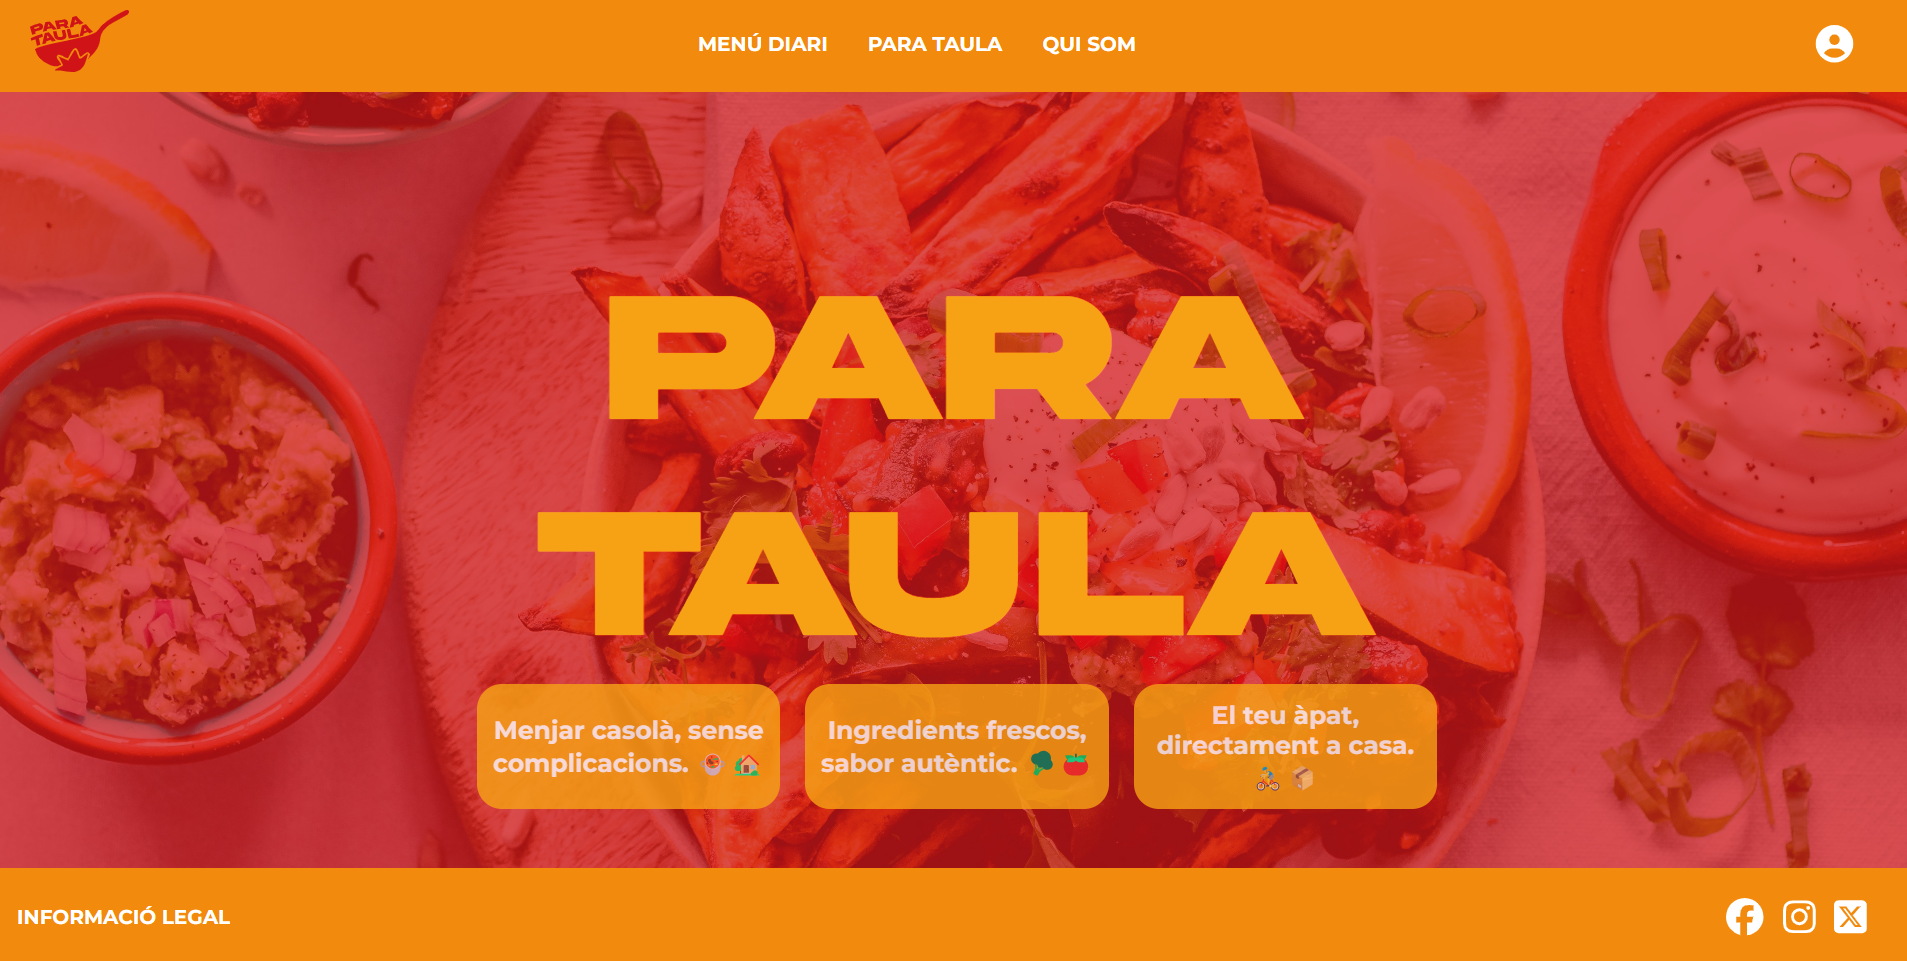 PARA
TAULA
MENÚ DIARI
PARA TAULA
QUI SOM
PARA
TAULA
Menjar casolà, sense
complicacions.
Ingredients frescos,
sabor autèntic.
El teu àpat,
directament a casa.
INFORMACIÓ LEGAL